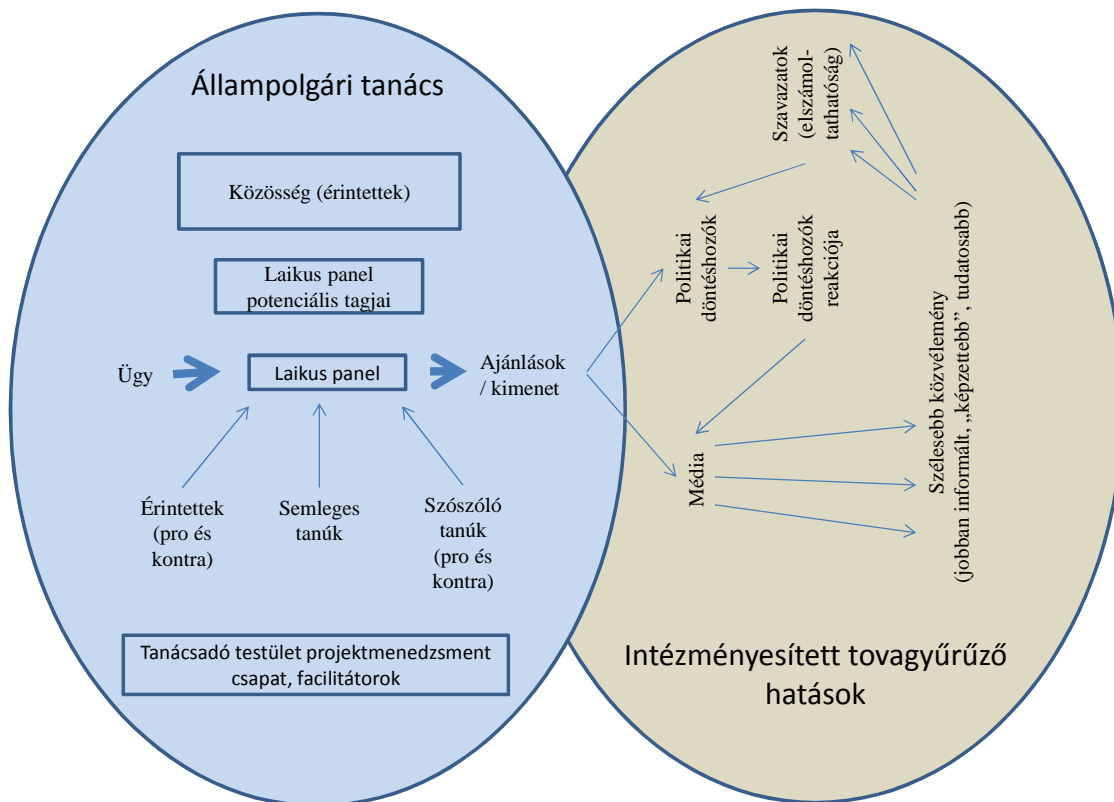 Állampolgári tanács
Közösség (érintettek)
Laikus panel
potenciális tagjai
Ügy
Laikus panel
Ajánlások
/ kimenet
Érintettek
(pro és
kontra)
Semleges
tanúk
Szószóló
tanúk
(pro és
kontra)
Tanácsadó testület projektmenedzsment
csapat, facilitátorok
Szavazatok
(elszámol-
tathatóság)
Politikai
döntéshozók
Politikai
döntéshozók
reakciója
Média
Szélesebb közvélemény
(jobban informált, „képzettebb”, tudatosabb)
Intézményesített tovagyűrűző
hatások